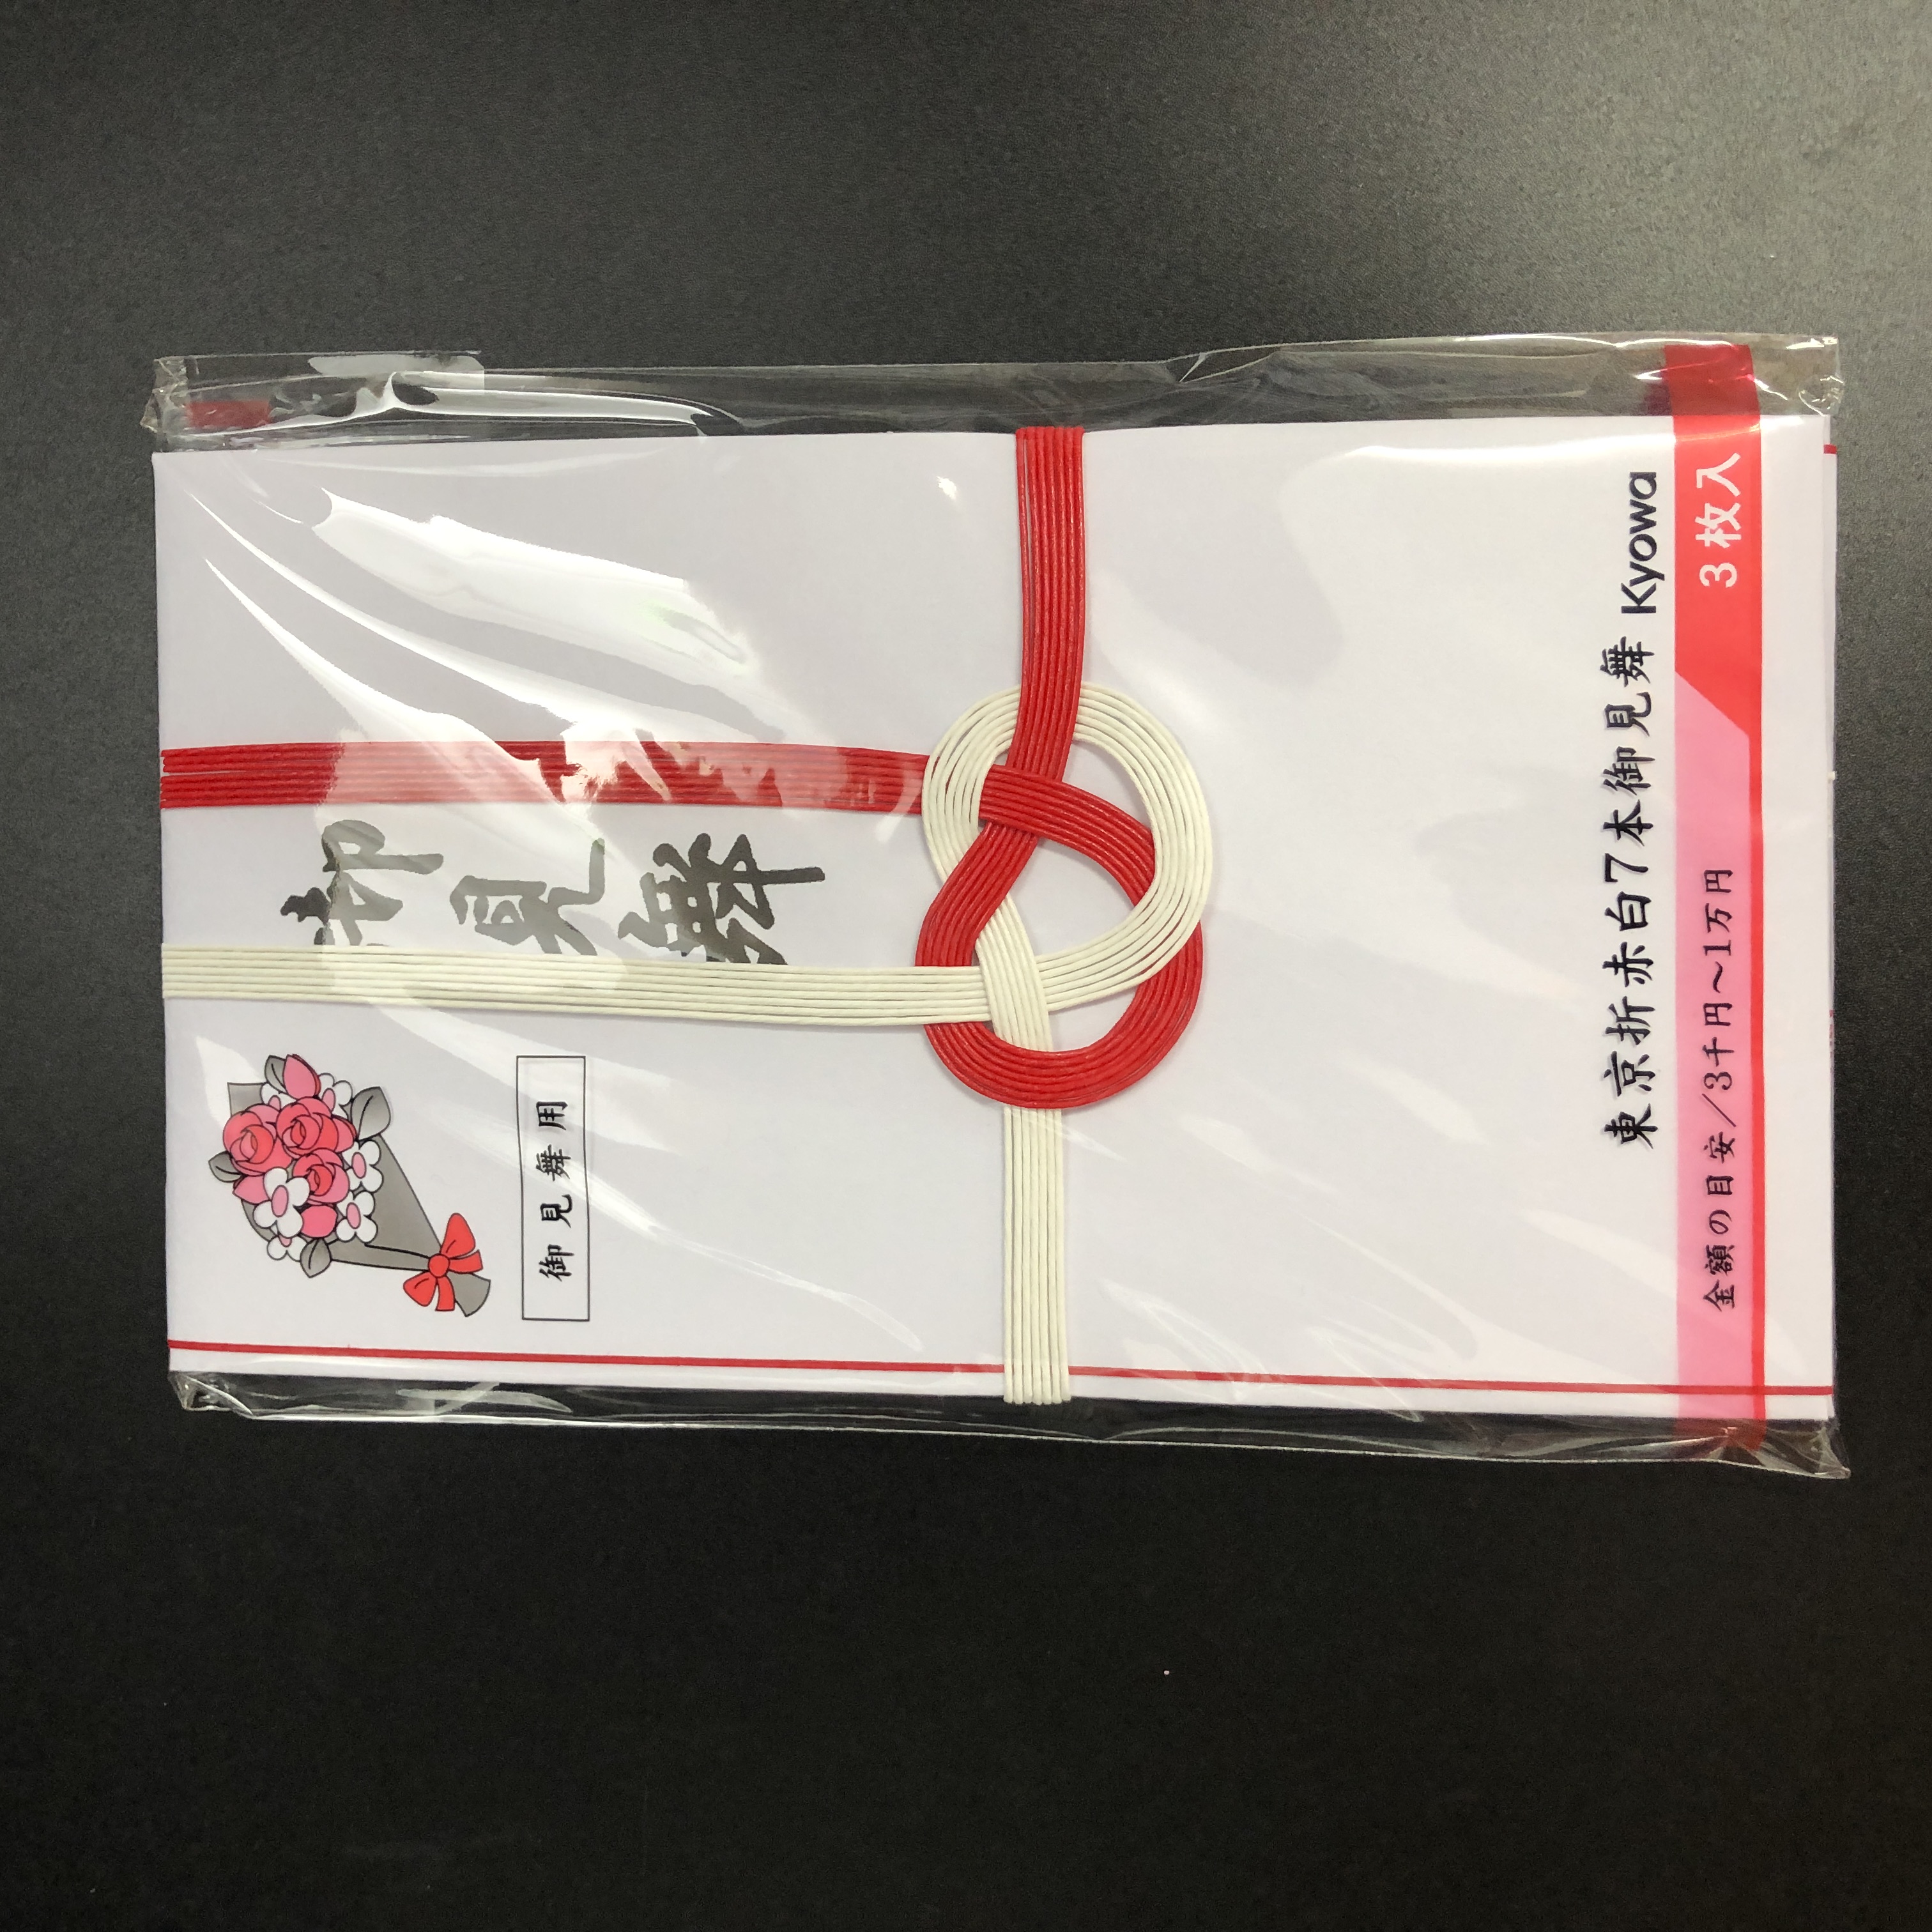 御見舞
御見舞用
東京折赤白7本御見舞 Kyowa
3枚入
金額の目安/3千円～1万円